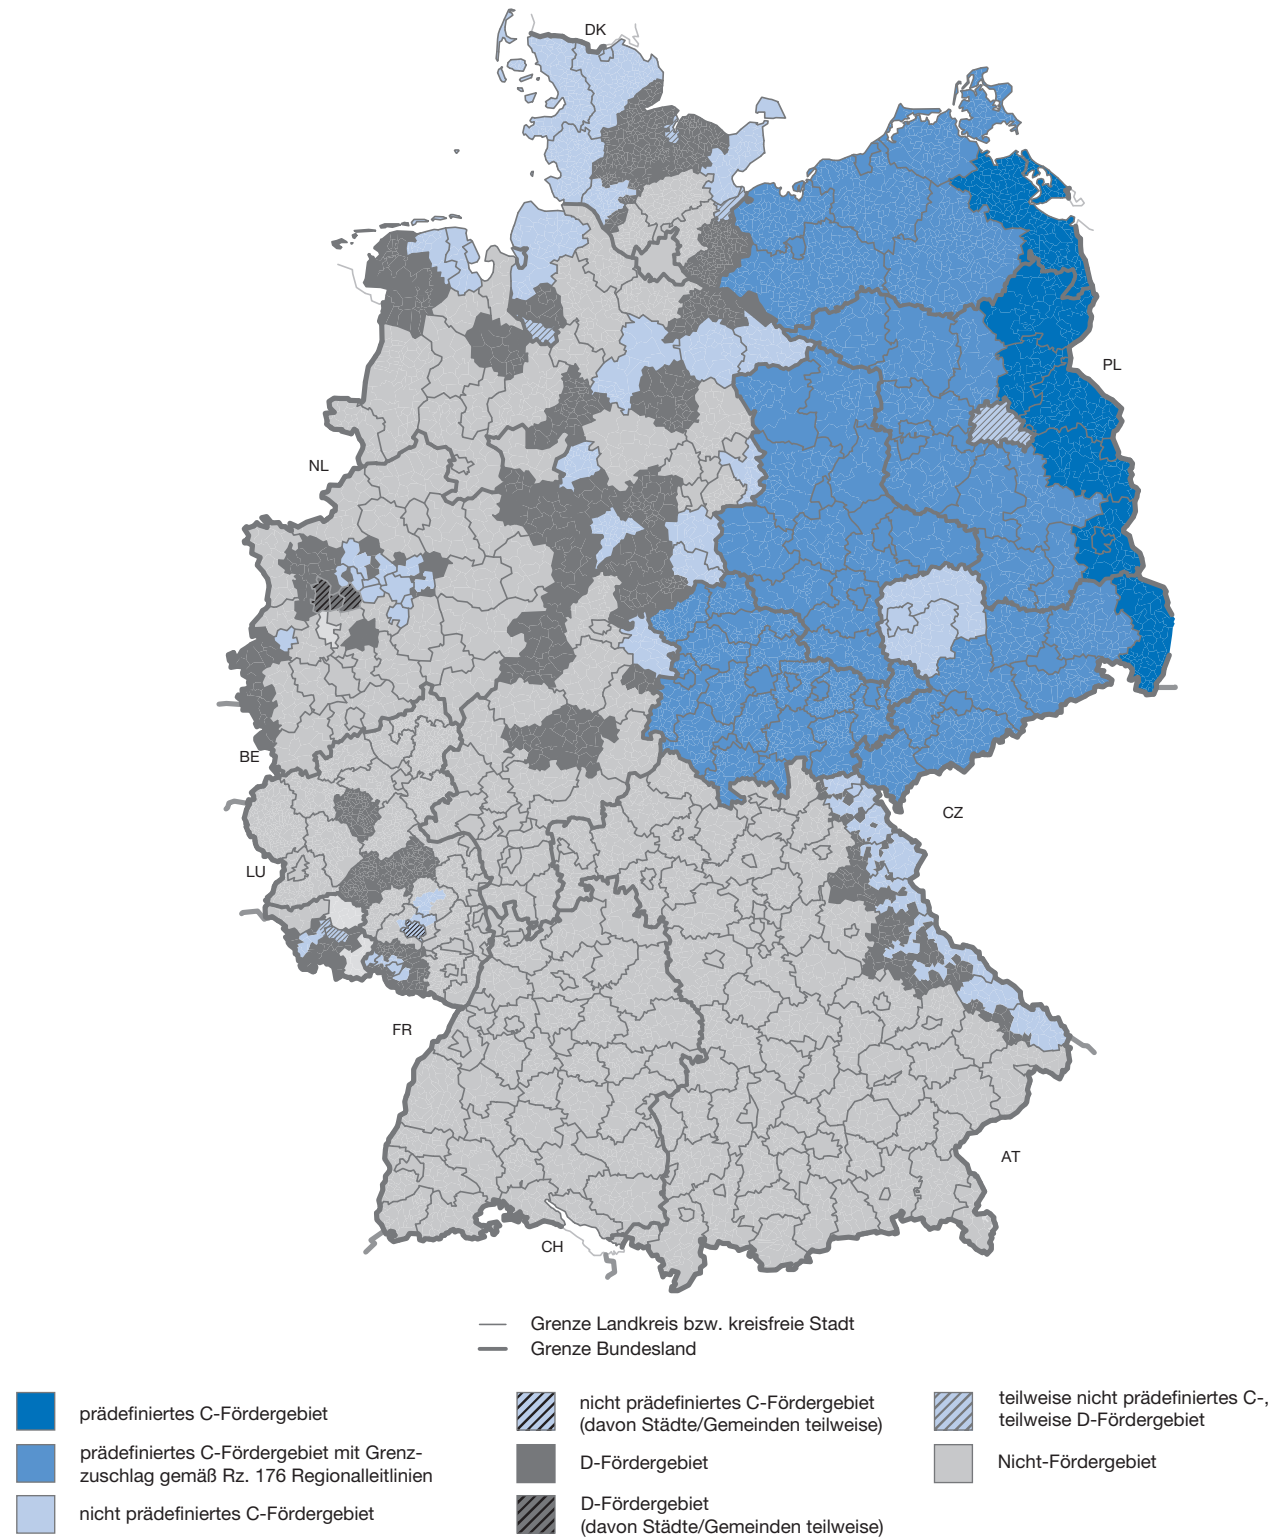 DK
PL
NL
BE
CZ
LU
FR
AT
CH
Grenze Landkreis bzw. kreisfreie Stadt
Grenze Bundesland
prädefiniertes C-Fördergebiet
prädefiniertes C-Fördergebiet mit Grenz-
zuschlag gemäß Rz. 176 Regionalleitlinien
nicht prädefiniertes C-Fördergebiet
nicht prädefiniertes C-Fördergebiet
(davon Städte/Gemeinden teilweise)
D-Fördergebiet
D-Fördergebiet
(davon Städte/Gemeinden teilweise)
teilweise nicht prädefiniertes C-,
teilweise D-Fördergebiet
Nicht-Fördergebiet